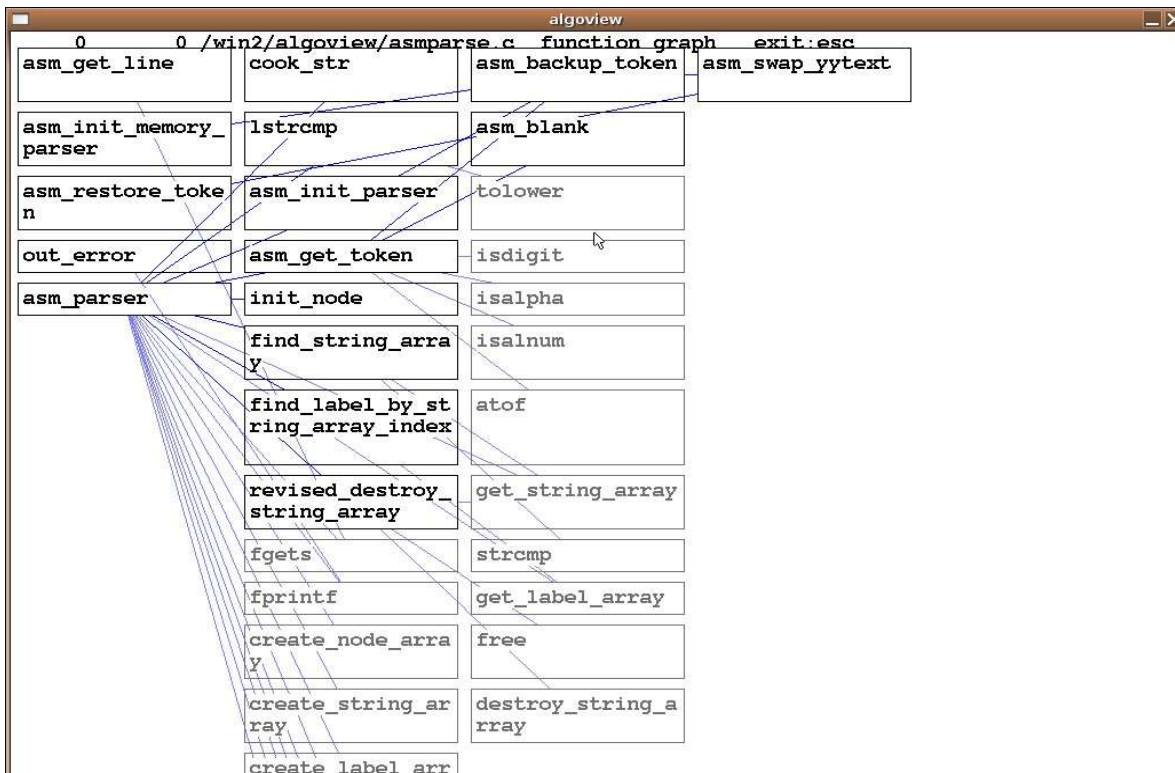 algoview
0 0 /win2/algoview/asmparse.c function graph exit:esc
asm_get_line
cook_str
asm_backup_token
asm_swap_yytext
asm_init_memory_
parser
lstrcmp
asm_blank
asm_restore_toke
n
asm_init_parser
tolower
out_error
asm_get_token
isdigit
asm_parser
init_node
isalpha
find_string_arra
y
isalnum
find_label_by_st
ring_array_index
atof
revised_destroy_
string_array
get_string_array
fgets
strcmp
fprintf
get_label_array
create_node_arra
y
free
create_string_ar
ray
destroy_string_a
rray
create_label_arr